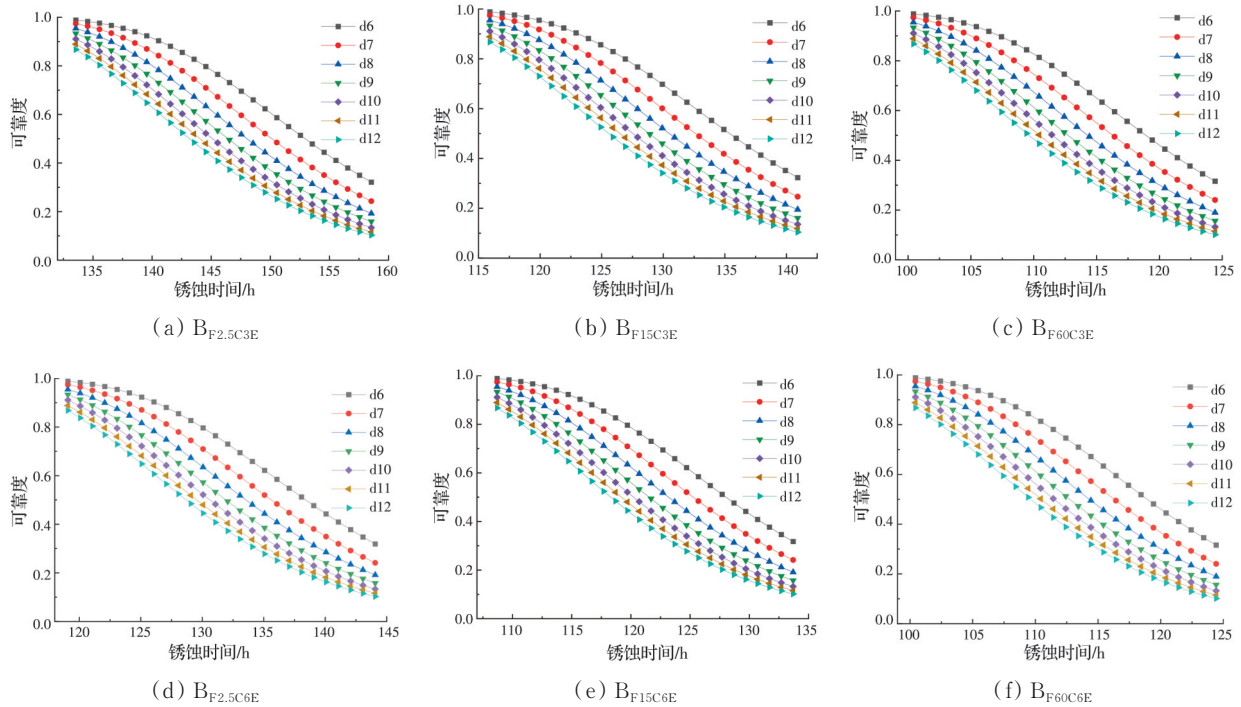 1.0
0.8
0.6
0.4
0.2
0.0
可靠度
d6
d7
d8
d9
d10
d11
d12
135 140 145 150 155 160
锈蚀时间/h
(a) B_F2.5C3E
1.0
0.8
0.6
0.4
0.2
0.0
可靠度
d6
d7
d8
d9
d10
d11
d12
115 120 125 130 135 140
锈蚀时间/h
(b) B_F15C3E
1.0
0.8
0.6
0.4
0.2
0.0
可靠度
d6
d7
d8
d9
d10
d11
d12
100 105 110 115 120 125
锈蚀时间/h
(c) B_F60C3E
1.0
0.8
0.6
0.4
0.2
0.0
可靠度
d6
d7
d8
d9
d10
d11
d12
120 125 130 135 140 145
锈蚀时间/h
(d) B_F2.5C6E
1.0
0.8
0.6
0.4
0.2
0.0
可靠度
d6
d7
d8
d9
d10
d11
d12
110 115 120 125 130 135
锈蚀时间/h
(e) B_F15C6E
1.0
0.8
0.6
0.4
0.2
0.0
可靠度
d6
d7
d8
d9
d10
d11
d12
100 105 110 115 120 125
锈蚀时间/h
(f) B_F60C6E